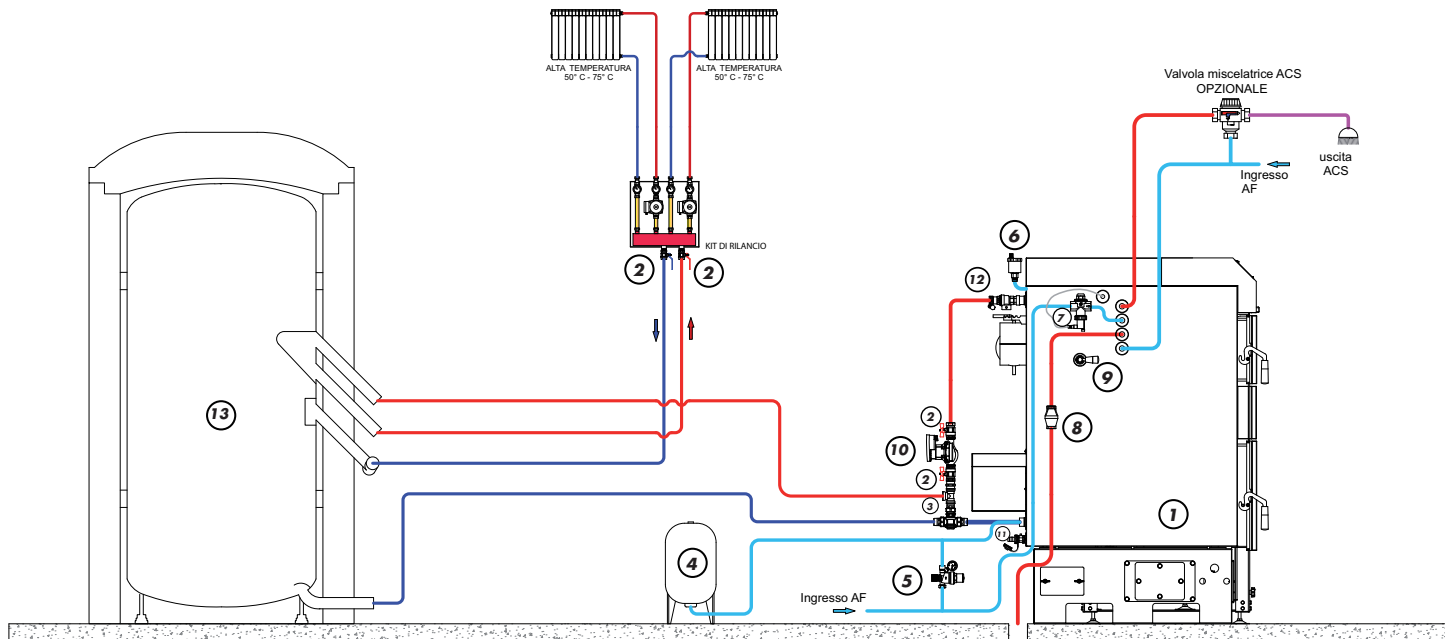 ALTA TEMPERATURA
50° C - 75° C
ALTA TEMPERATURA
50° C - 75° C
Valvola miscelatrice ACS
OPZIONALE
uscita
ACS
Ingresso
AF
KIT DI RILANCIO
2
2
6
12
7
9
13
2
8
10
2
3
1
11
4
5
Ingresso AF